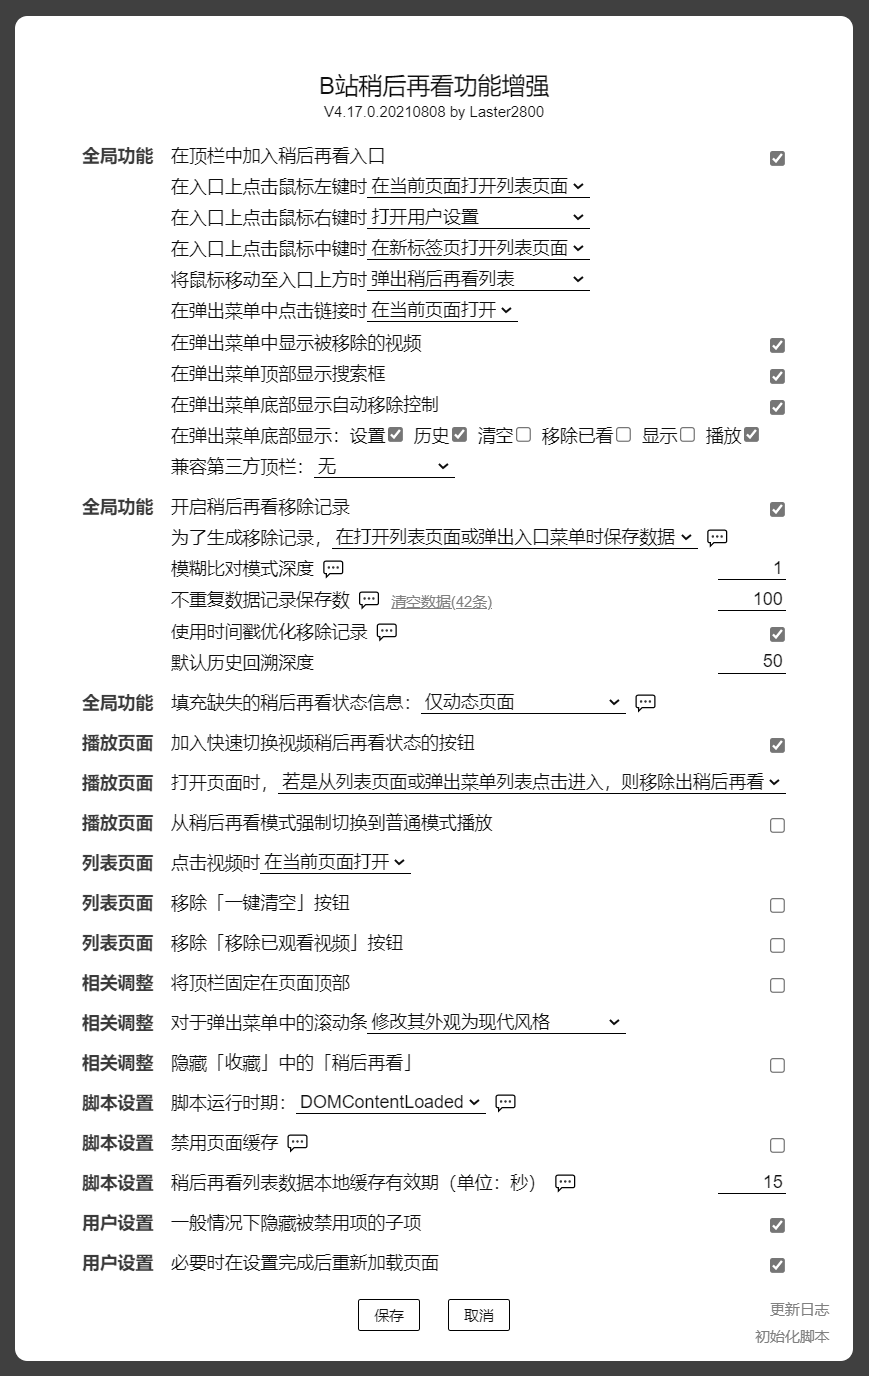 B站稍后再看功能增强
V4.17.0.20210808 by Laster2800
全局功能 在顶栏中加入稍后再看入口
在入口上点击鼠标左键时 在当前页面打开列表页面
在入口上点击鼠标右键时 打开用户设置
在入口上点击鼠标中键时 在新标签页打开列表页面
将鼠标移动至入口上方时 弹出稍后再看列表
在弹出菜单中点击链接时 在当前页面打开
在弹出菜单中显示被移除的视频
在弹出菜单顶部显示搜索框
在弹出菜单底部显示自动移除控制
在弹出菜单底部显示：设置 历史 清空 移除已看 显示 播放
兼容第三方顶栏：无
全局功能 开启稍后再看移除记录
为了生成移除记录，在打开列表页面或弹出入口菜单时保存数据
模糊比对模式深度 1
不重复数据记录保存数 清空数据(42条) 100
使用时间戳优化移除记录
默认历史回溯深度 50
全局功能 填充缺失的稍后再看状态信息：仅动态页面
播放页面 加入快速切换视频稍后再看状态的按钮
播放页面 打开页面时，若是从列表页面或弹出菜单列表点击进入，则移除出稍后再看
播放页面 从稍后再看模式强制切换到普通模式播放
列表页面 点击视频时 在当前页面打开
列表页面 移除「一键清空」按钮
列表页面 移除「移除已观看视频」按钮
相关调整 将顶栏固定在页面顶部
相关调整 对于弹出菜单中的滚动条 修改其外观为现代风格
相关调整 隐藏「收藏」中的「稍后再看」
脚本设置 脚本运行时期：DOMContentLoaded
脚本设置 禁用页面缓存
脚本设置 稍后再看列表数据本地缓存有效期（单位：秒） 15
用户设置 一般情况下隐藏被禁用项的子项
用户设置 必要时在设置完成后重新加载页面
保存 取消
更新日志
初始化脚本